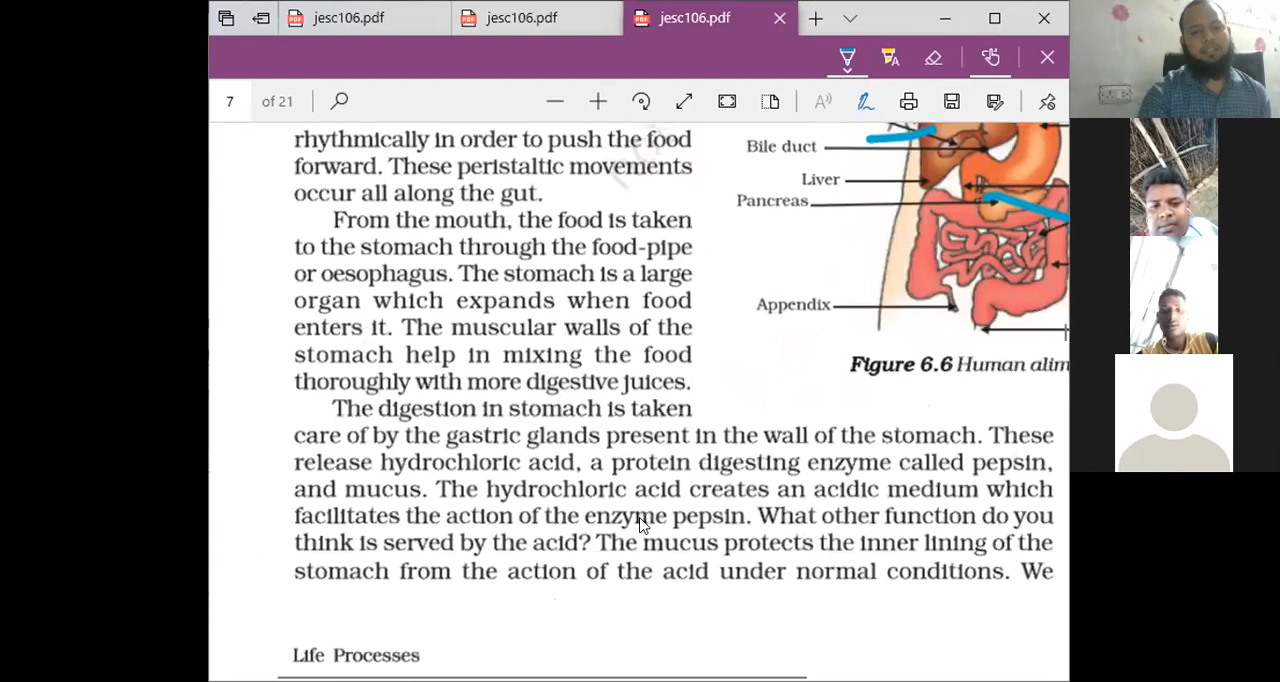 jesc106.pdf
jesc106.pdf
jesc106.pdf
7 of 21
rhythmically in order to push the food
forward. These peristaltic movements
occur all along the gut.
From the mouth, the food is taken
to the stomach through the food-pipe
or oesophagus. The stomach is a large
organ which expands when food
enters it. The muscular walls of the
stomach help in mixing the food
thoroughly with more digestive juices.
The digestion in stomach is taken
care of by the gastric glands present in the wall of the stomach. These
release hydrochloric acid, a protein digesting enzyme called pepsin,
and mucus. The hydrochloric acid creates an acidic medium which
facilitates the action of the enzyme pepsin. What other function do you
think is served by the acid? The mucus protects the inner lining of the
stomach from the action of the acid under normal conditions. We
Bile duct
Liver
Pancreas
Appendix
Figure 6.6 Human alim
Life Processes